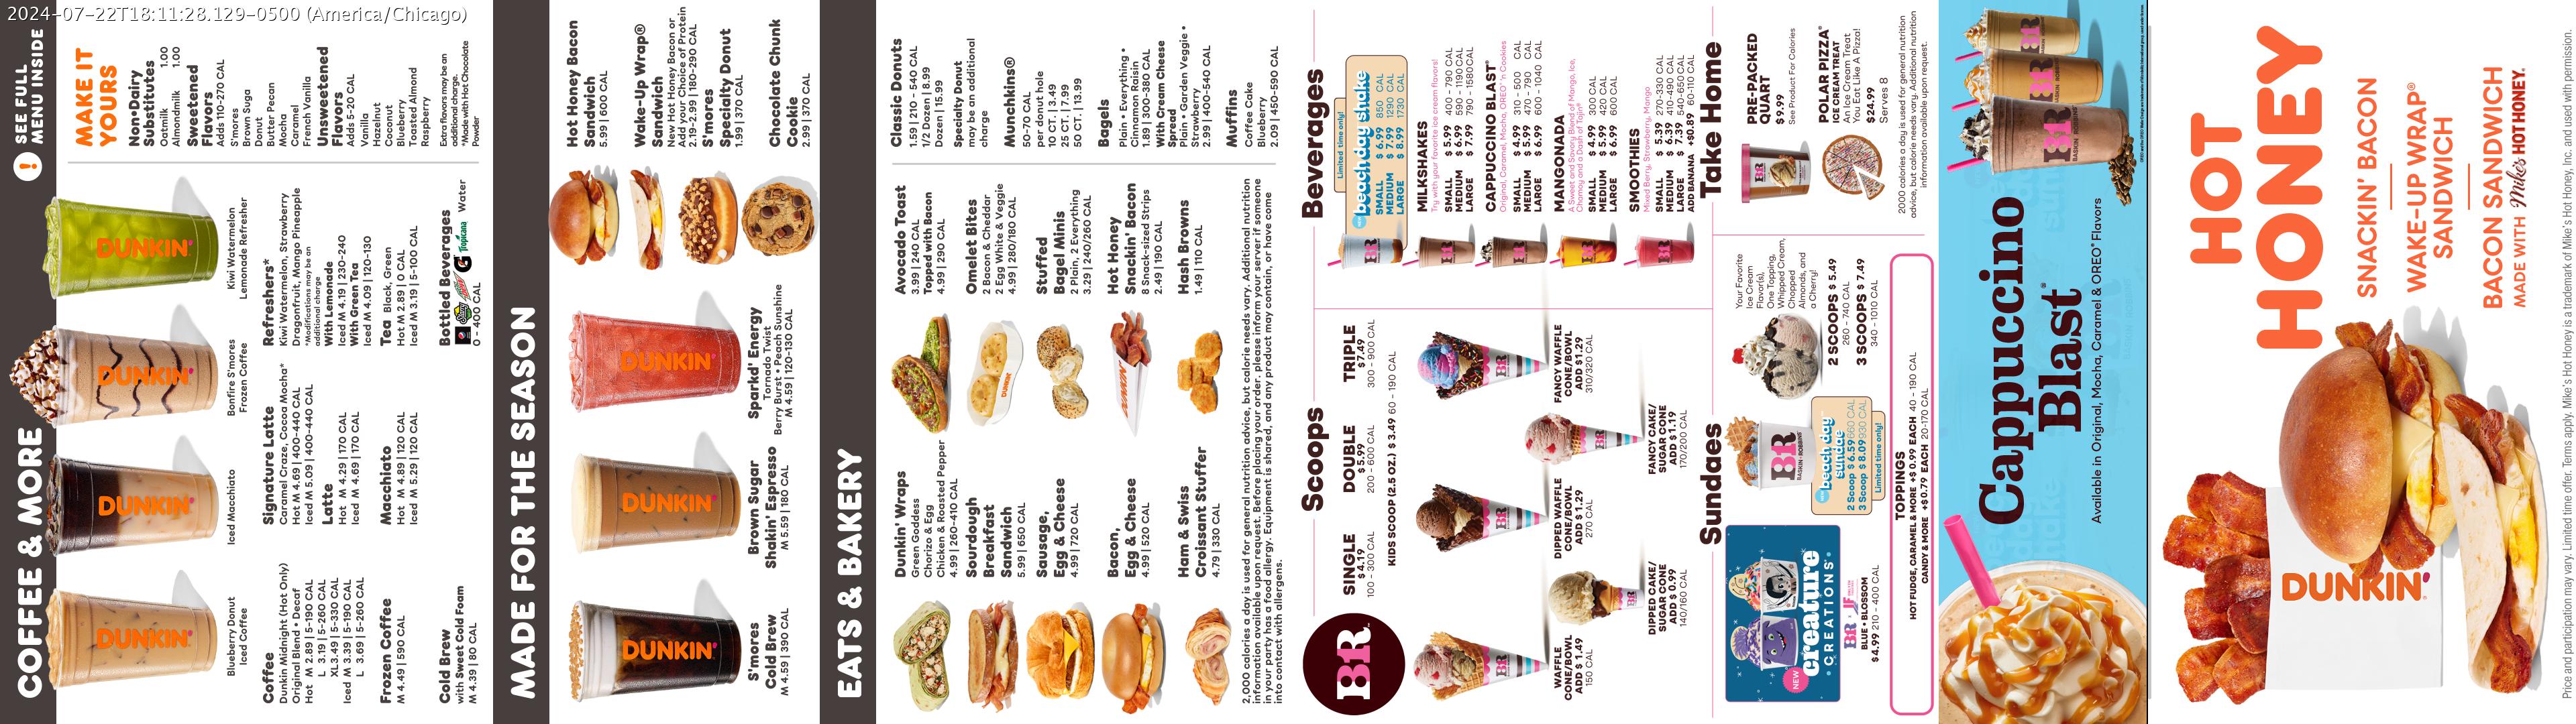 2024-07-22T18:11:28.129-0500 (America/Chicago)
COFFEE & MORE
! SEE FULL
MENU INSIDE
DUNKIN'
DUNKIN'
DUNKIN'
DUNKIN'
Blueberry Donut
Iced Coffee
Iced Macchiato
Bonfire S'mores
Frozen Coffee
Kiwi Watermelon
Lemonade Refresher
Coffee
Dunkin Midnight (Hot Only)
Original Blend • Decaf
Hot M 2.89 | 5-190 CAL
L 3.19 | 5-260 CAL
XL 3.49 | 5-330 CAL
Iced M 3.39 | 5-190 CAL
L 3.69 | 5-260 CAL
Frozen Coffee
M 4.49 | 590 CAL
Cold Brew
with Sweet Cold Foam
M 4.39 | 80 CAL
Signature Latte
Caramel Craze, Cocoa Mocha*
Hot M 4.69 | 400-440 CAL
Iced M 5.09 | 400-440 CAL
Latte
Hot M 4.29 | 170 CAL
Iced M 4.69 | 170 CAL
Macchiato
Hot M 4.89 | 120 CAL
Iced M 5.29 | 120 CAL
Refreshers*
Kiwi Watermelon, Strawberry
Dragonfruit, Mango Pineapple
*Modifications may be an
additional charge
With Lemonade
Iced M 4.19 | 230-240
With Green Tea
Iced M 4.09 | 120-130
Tea Black, Green
Hot M 2.89 | 0 CAL
Iced M 3.19 | 5-100 CAL
Bottled Beverages
G Tropicana Water
0 - 400 CAL
MAKE IT
YOURS
Non-Dairy
Substitutes
Oatmilk 1.00
Almondmilk 1.00
Sweetened
Flavors
Adds 110-270 CAL
S'mores
Brown Suga
Donut
Butter Pecan
Mocha
Caramel
French Vanilla
Unsweetened
Flavors
Adds 5-20 CAL
Vanilla
Hazelnut
Coconut
Blueberry
Toasted Almond
Raspberry
Extra flavors may be an
additional charge.
*Made with Hot Chocolate
Powder
MADE FOR THE SEASON
DUNKIN'
DUNKIN'
DUNKIN'
S'mores
Cold Brew
M 4.59 | 390 CAL
Brown Sugar
Shakin' Espresso
M 5.59 | 180 CAL
Sparkd' Energy
Tornado Twist
Berry Burst • Peach Sunshine
M 4.59 | 120-130 CAL
Hot Honey Bacon
Sandwich
5.99 | 600 CAL
Wake-Up Wrap®
Sandwich
New Hot Honey Bacon or
Add your Choice of Protein
2.19-2.99 | 180-290 CAL
S'mores
Specialty Donut
1.99 | 370 CAL
Chocolate Chunk
Cookie
2.99 | 370 CAL
EATS & BAKERY
Dunkin' Wraps
Green Goddess
Chorizo & Egg
Chicken & Roasted Pepper
4.99 | 260-410 CAL
Sourdough
Breakfast
Sandwich
5.99 | 650 CAL
Sausage,
Egg & Cheese
4.99 | 720 CAL
Bacon,
Egg & Cheese
4.99 | 520 CAL
Ham & Swiss
Croissant Stuffer
4.79 | 330 CAL
Avocado Toast
3.99 | 240 CAL
Topped with Bacon
4.99 | 290 CAL
Omelet Bites
2 Bacon & Cheddar
2 Egg White & Veggie
4.99 | 280/180 CAL
Stuffed
Bagel Minis
2 Plain, 2 Everything
3.29 | 240/260 CAL
Hot Honey
Snackin' Bacon
8 Snack-sized Strips
2.49 | 190 CAL
Hash Browns
1.49 | 110 CAL
Classic Donuts
1.59 | 210 - 540 CAL
1/2 Dozen | 8.99
Dozen | 15.99
Specialty Donut
may be an additional
charge
Munchkins®
50-70 CAL
per donut hole
10 CT. | 3.49
25 CT. | 7.99
50 CT. | 13.99
Bagels
Plain • Everything •
Cinnamon Raisin
1.89 | 300-380 CAL
With Cream Cheese
Spread
Plain • Garden Veggie •
Strawberry
2.99 | 400-540 CAL
Muffins
Coffee Cake
Blueberry
2.09 | 450-590 CAL
2,000 calories a day is used for general nutrition advice, but calorie needs vary. Additional nutrition
information available upon request. Before placing your order, please inform your server if someone
in your party has a food allergy. Equipment is shared, and any product may contain, or have come
into contact with allergens.
BR
Scoops
SINGLE
$ 4.19
100 - 300 CAL
DOUBLE
$ 5.99
200 - 600 CAL
TRIPLE
$7.49
300 - 900 CAL
KIDS SCOOP (2.5 OZ.) $ 3.49 60 - 190 CAL
WAFFLE
CONE/BOWL
ADD $ 1.49
150 CAL
DIPPED WAFFLE
CONE/BOWL
ADD $ 1.29
270 CAL
FANCY WAFFLE
CONE/BOWL
ADD $1.29
310/320 CAL
DIPPED CAKE/
SUGAR CONE
ADD $ 0.99
140/160 CAL
FANCY CAKE/
SUGAR CONE
ADD $ 1.19
170/200 CAL
Beverages
Limited time only!
beach day shake
SMALL $ 6.99 850 CAL
MEDIUM $ 7.99 1290 CAL
LARGE $ 8.99 1730 CAL
MILKSHAKES
Try with your favorite ice cream flavors!
SMALL $ 5.99 400 - 790 CAL
MEDIUM $ 6.99 590 - 1190 CAL
LARGE $ 7.99 790 - 1580 CAL
CAPPUCCINO BLAST®
Original, Caramel, Mocha, OREO® 'n Cookies
SMALL $ 4.99 310 - 500 CAL
MEDIUM $ 5.99 470 - 790 CAL
LARGE $ 6.99 600 - 1040 CAL
MANGONADA
A Sweet and Savory Blend of Mango, Ice,
Chamoy and a Dash of Tajín®
SMALL $ 4.99 300 CAL
MEDIUM $ 5.99 420 CAL
LARGE $ 6.99 600 CAL
SMOOTHIES
Mixed Berry, Strawberry, Mango
SMALL $ 5.39 270-330 CAL
MEDIUM $ 6.39 410-490 CAL
LARGE $ 7.39 540-650 CAL
ADD BANANA +$0.89 60-110 CAL
Sundaes
NEW
creature
CREATIONS®
BLUE • BLOSSOM
$4.99 210 - 400 CAL
BR
BASKIN-ROBBINS
beach day
sundae
2 Scoop $ 6.59 660 CAL
3 Scoop $ 8.09 930 CAL
Limited time only!
Your Favorite
Ice Cream
Flavor(s),
One Topping,
Whipped Cream,
Chopped
Almonds, and
a Cherry!
2 SCOOPS $ 5.49
260 - 740 CAL
3 SCOOPS $ 7.49
340 - 1010 CAL
TOPPINGS
HOT FUDGE, CARAMEL & MORE +$ 0.99 EACH 40 - 190 CAL
CANDY & MORE +$0.79 EACH 20-170 CAL
Take Home
PRE-PACKED
QUART
$9.99
See Product For Calories
POLAR PIZZA®
ICE CREAM TREAT
An Ice Cream Treat
You Eat Like A Pizza!
$24.99
Serves 8
2000 calories a day is used for general nutrition
advice, but calorie needs vary. Additional nutrition
information available upon request.
Cappuccino
Blast®
Available in Original, Mocha, Caramel & OREO® Flavors
BR
BASKIN ROBBINS
HOT
HONEY
SNACKIN' BACON
WAKE-UP WRAP®
SANDWICH
BACON SANDWICH
MADE WITH Mike's HOT HONEY.
DUNKIN'
Price and participation may vary. Limited time offer. Terms apply. Mike's Hot Honey is a trademark of Mike's Hot Honey, Inc. and used with permission.